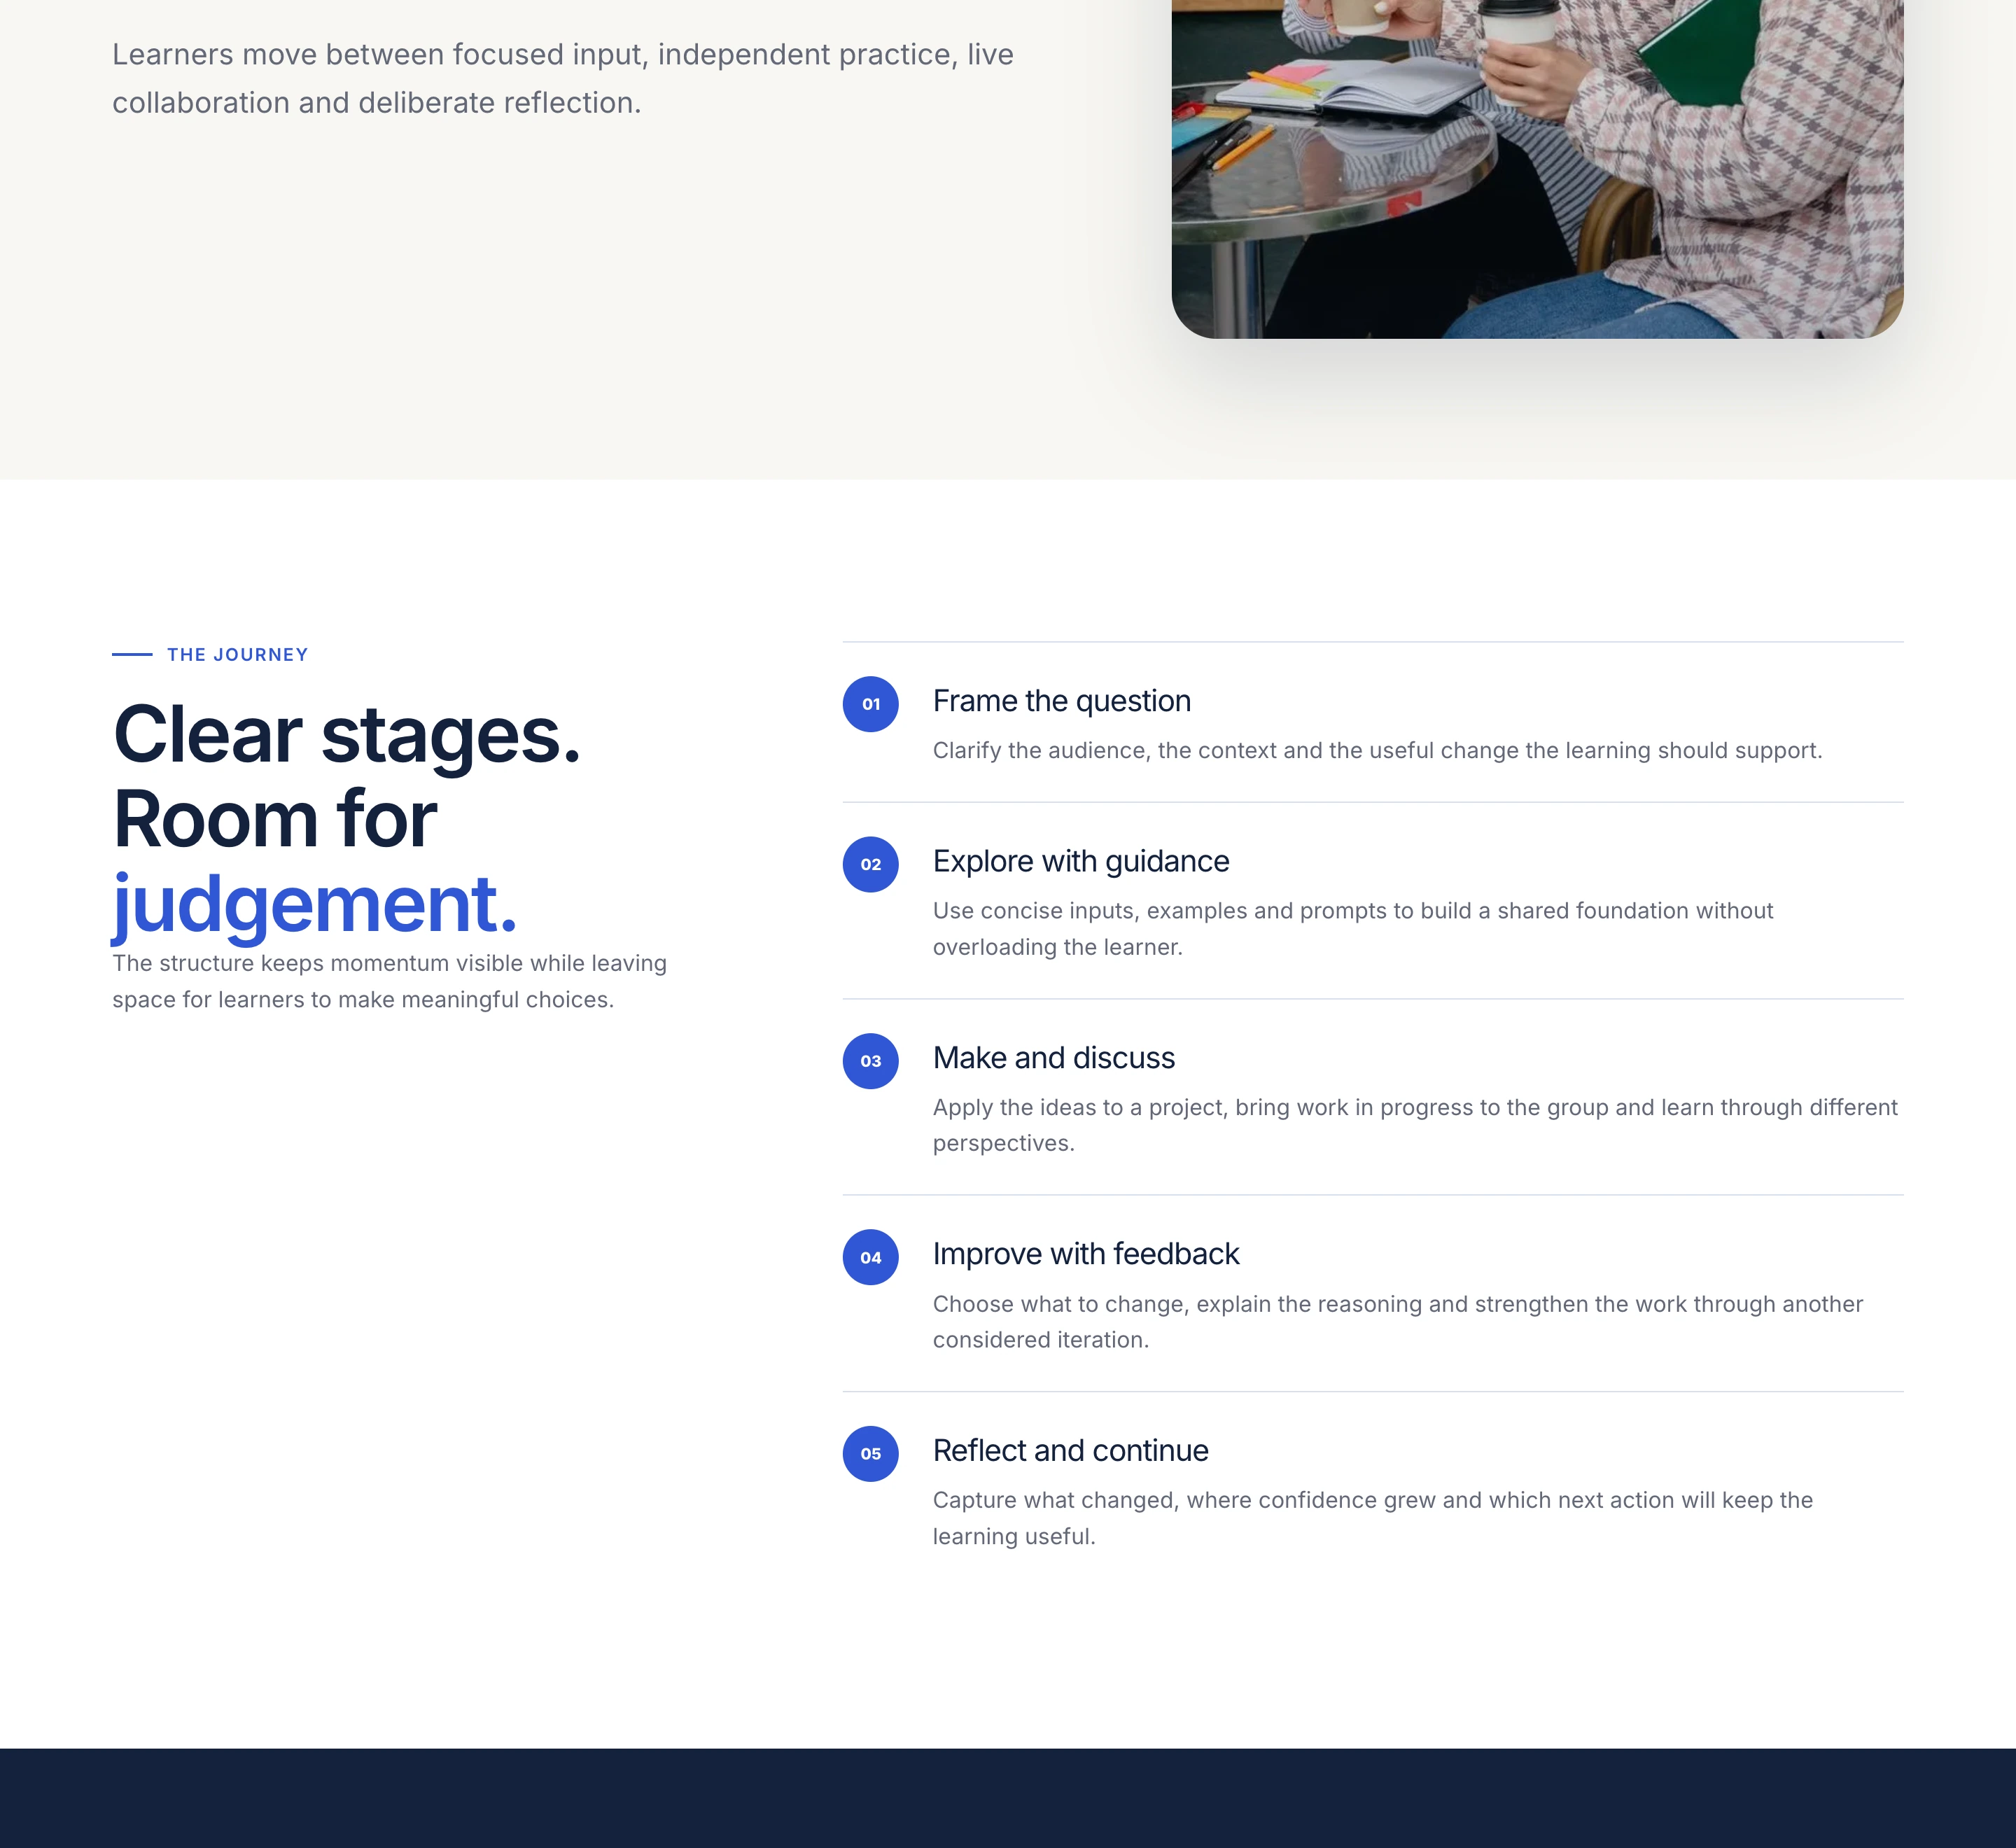 Learners move between focused input, independent practice, live
collaboration and deliberate reflection.
THE JOURNEY
Clear stages.
Room for
judgement.
The structure keeps momentum visible while leaving
space for learners to make meaningful choices.
01
Frame the question
Clarify the audience, the context and the useful change the learning should support.
02
Explore with guidance
Use concise inputs, examples and prompts to build a shared foundation without
overloading the learner.
03
Make and discuss
Apply the ideas to a project, bring work in progress to the group and learn through different
perspectives.
04
Improve with feedback
Choose what to change, explain the reasoning and strengthen the work through another
considered iteration.
05
Reflect and continue
Capture what changed, where confidence grew and which next action will keep the
learning useful.